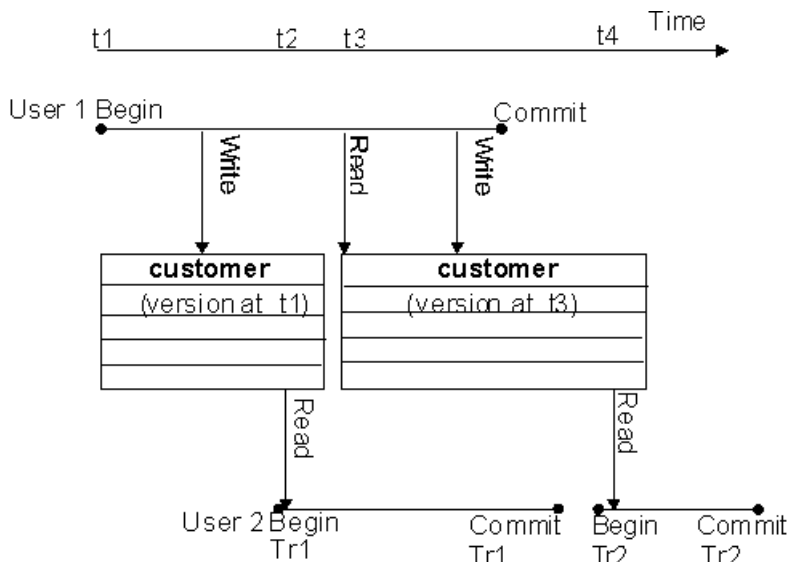 Time
t1 t2 t3 t4
User 1 Begin Commit
Write Read Write
customer customer
(version at t1) (version at t3)
Read Read
User 2 Begin Commit Begin Commit
Tr1 Tr1 Tr2 Tr2